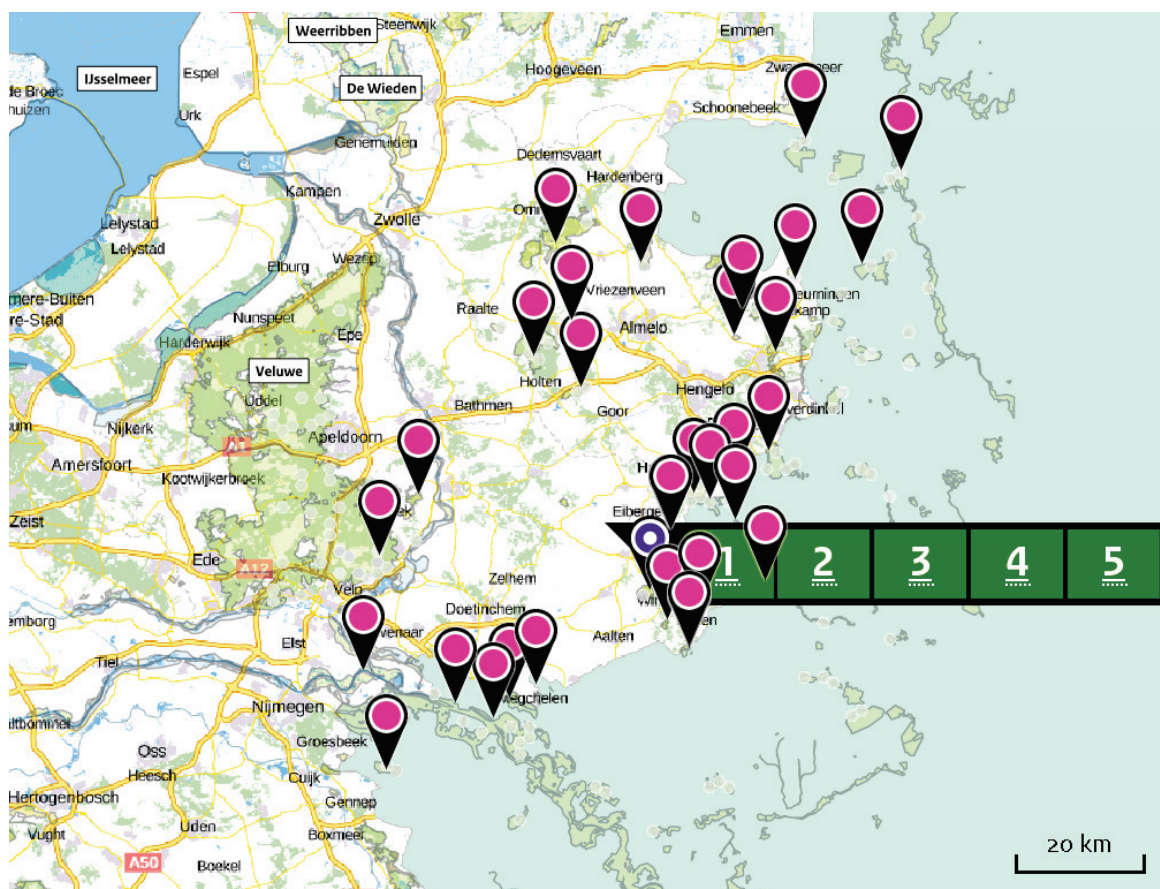 Weerribben
Steenwijk
Emmen
IJsselmeer
Espel
Hoogeveen
De Wieden
Urk
Schoonebeek
Genemuiden
Dedemsvaart
Hardenberg
Kampen
Zwolle
Lelystad
Lelystad
Wezep
Elburg
Vriezenveen
Raalte
Nunspeet
Almelo
Epe
Harderwijk
Veluwe
Holten
Hengelo
Uddel
Bathmen
Goor
Nijkerk
A1
Apeldoorn
Amersfoort
Kootwijkerbroek
Zeist
Ede
A12
1
2
3
4
5
Velp
Zelhem
Doetinchem
Elst
Aalten
Tiel
Nijmegen
Groesbeek
Oss
Heesch
Cuijk
Hertogenbosch
Gennep
Uden
Vught
Boxmeer
A50
Boekel
20 km